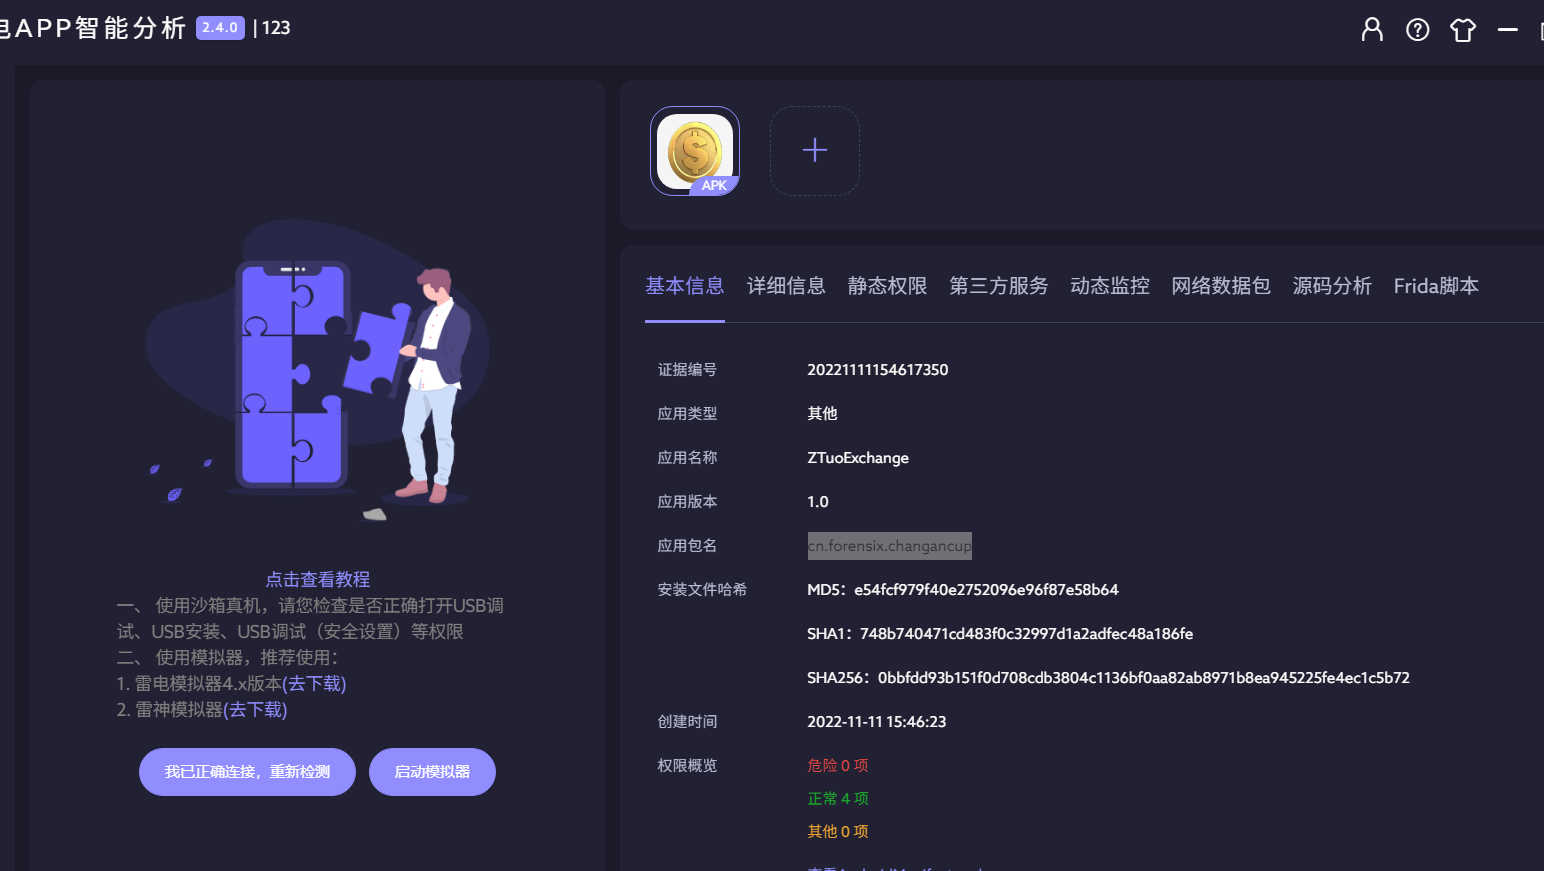 APP智能分析 2.4.0 | 123
APK
基本信息 详细信息 静态权限 第三方服务 动态监控 网络数据包 源码分析 Frida脚本
证据编号 20221111154617350
应用类型 其他
应用名称 ZTuoExchange
应用版本 1.0
应用包名 cn.forensix.changancup
安装文件哈希 MD5：e54fcf979f40e2752096e96f87e58b64
SHA1：748b740471cd483f0c32997d1a2adfec48a186fe
SHA256：0bbfdd93b151f0d708cdb3804c1136bf0aa82ab8971b8ea945225fe4ec1c5b72
创建时间 2022-11-11 15:46:23
权限概览 危险 0 项
正常 4 项
其他 0 项
点击查看教程
一、 使用沙箱真机，请您检查是否正确打开USB调
试、USB安装、USB调试（安全设置）等权限
二、 使用模拟器，推荐使用：
1. 雷电模拟器4.x版本(去下载)
2. 雷神模拟器(去下载)
我已正确连接，重新检测 启动模拟器